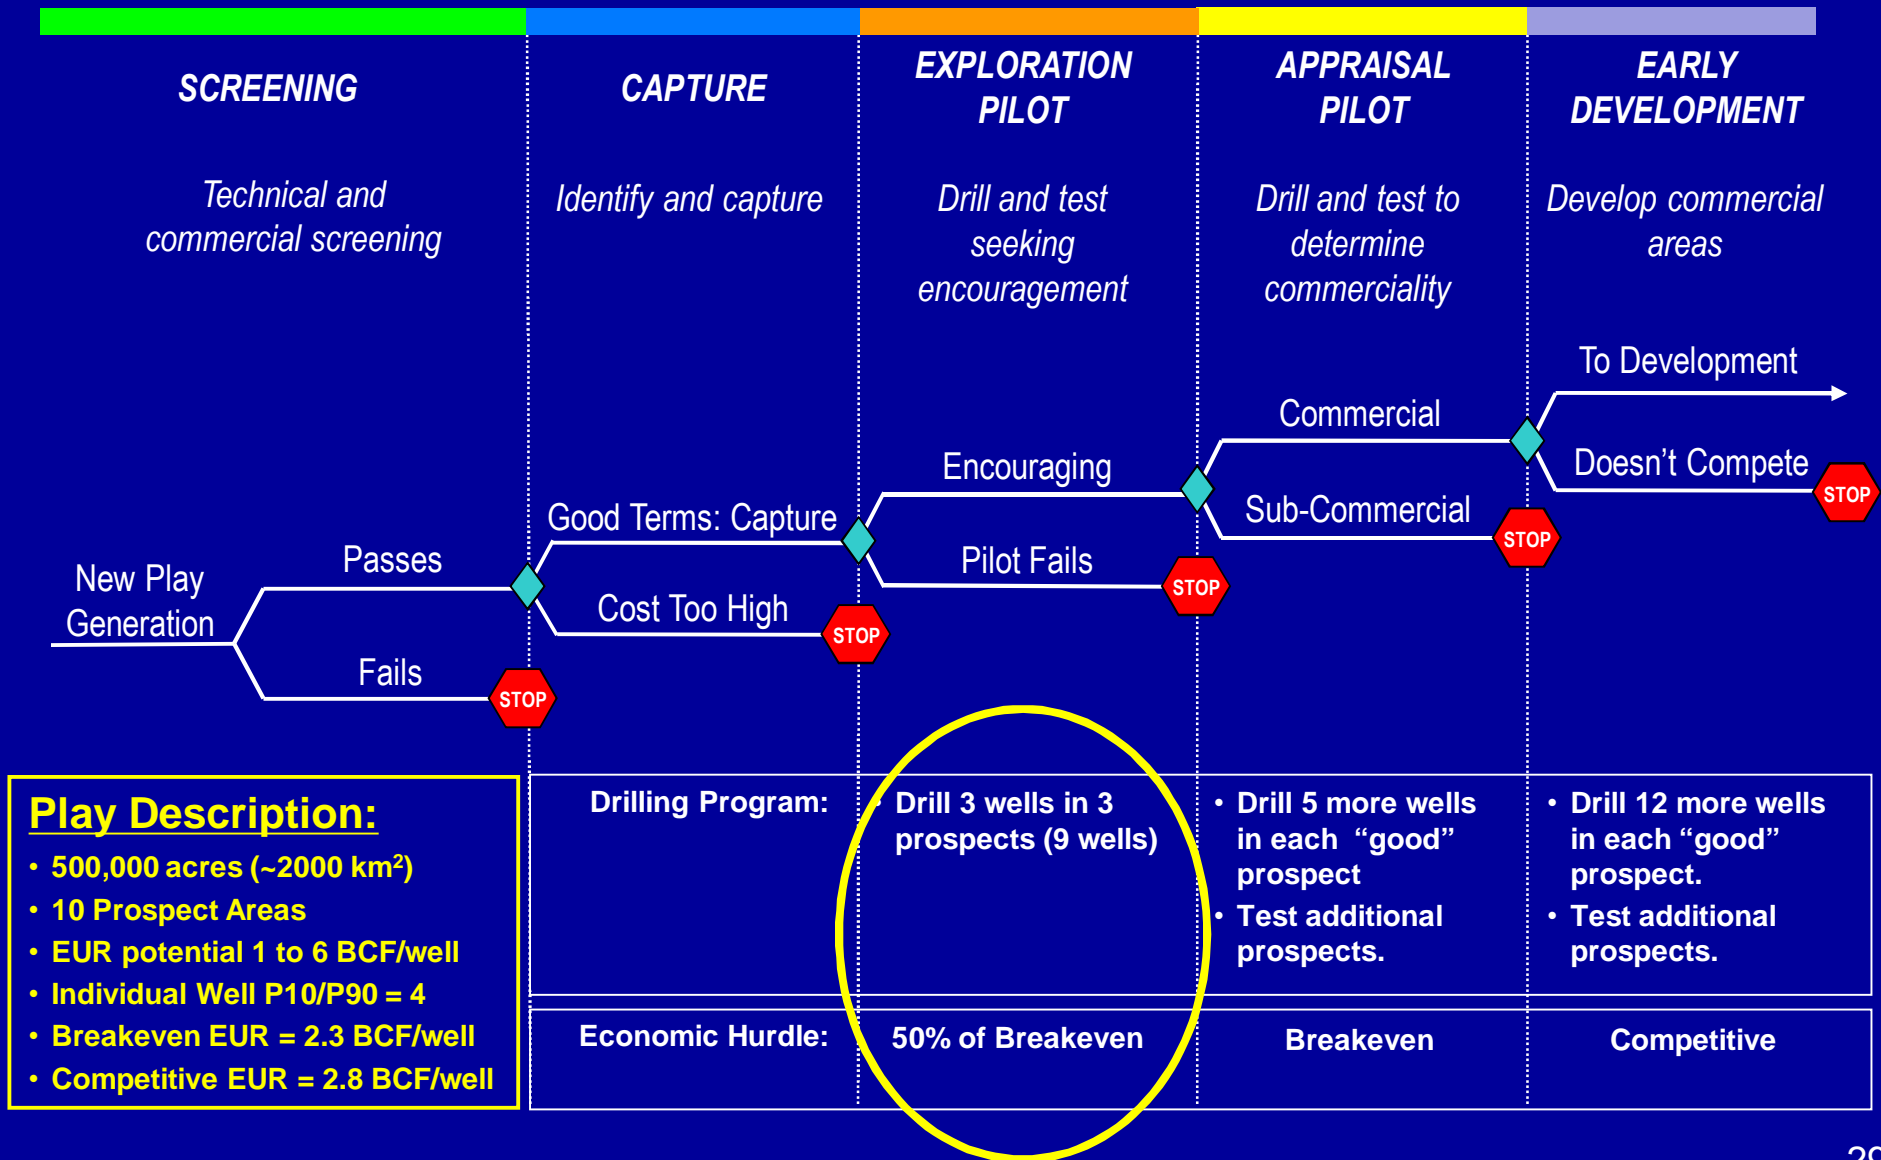 SCREENING
CAPTURE
EXPLORATION
PILOT
APPRAISAL
PILOT
EARLY
DEVELOPMENT
Technical and
commercial screening
Identify and capture
Drill and test
seeking
encouragement
Drill and test to
determine
commerciality
Develop commercial
areas
To Development
Commercial
Doesn't Compete
STOP
Encouraging
Sub-Commercial
STOP
Good Terms: Capture
Pilot Fails
STOP
Passes
Cost Too High
STOP
New Play
Generation
Fails
STOP
Play Description:
• 500,000 acres (~2000 km²)
• 10 Prospect Areas
• EUR potential 1 to 6 BCF/well
• Individual Well P10/P90 = 4
• Breakeven EUR = 2.3 BCF/well
• Competitive EUR = 2.8 BCF/well
Drilling Program:
• Drill 3 wells in 3
prospects (9 wells)
• Drill 5 more wells
in each “good”
prospect
• Test additional
prospects.
• Drill 12 more wells
in each “good”
prospect.
• Test additional
prospects.
Economic Hurdle:
50% of Breakeven
Breakeven
Competitive